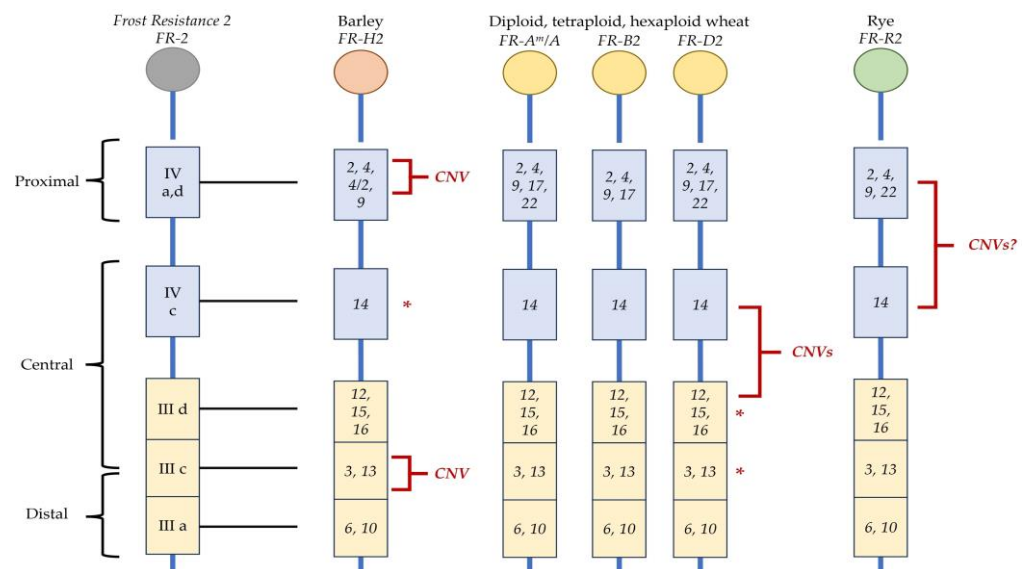 Frost Resistance 2
FR-2
Barley
FR-H2
Diploid, tetraploid, hexaploid wheat
FR-Aᵐ/A
FR-B2
FR-D2
Rye
FR-R2
Proximal
IV
a,d
2, 4,
4/2,
9
CNV
2, 4,
9, 17,
22
2, 4,
9, 17
2, 4,
9, 17,
22
2, 4,
9, 22
CNVs?
Central
IV
c
14
*
14
14
14
14
CNVs
III d
12,
15,
16
12,
15,
16
12,
15,
16
12,
15,
16
*
12,
15,
16
III c
3, 13
CNV
3, 13
3, 13
3, 13
*
3, 13
Distal
III a
6, 10
6, 10
6, 10
6, 10
6, 10